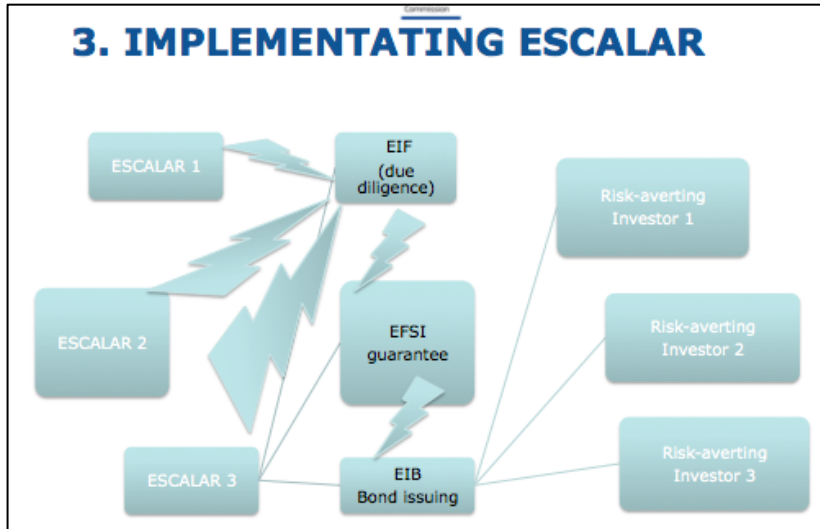 Commission
3. IMPLEMENTATING ESCALAR
ESCALAR 1
EIF
(due
diligence)
Risk-averting
Investor 1
ESCALAR 2
EFSI
guarantee
Risk-averting
Investor 2
ESCALAR 3
EIB
Bond issuing
Risk-averting
Investor 3